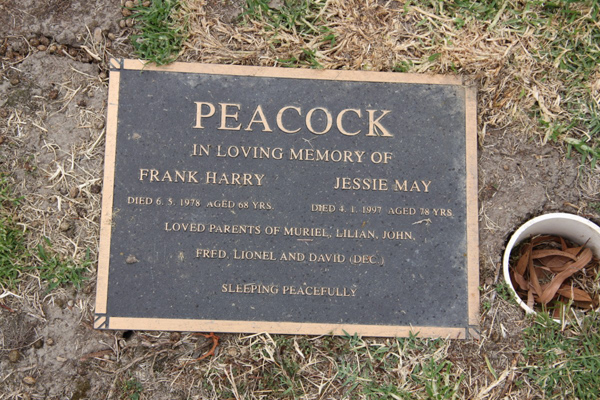 PEACOCK
IN LOVING MEMORY OF
FRANK HARRY JESSIE MAY
DIED 6. 5. 1978 AGED 68 YRS. DIED 4. 1. 1997 AGED 78 YRS.
LOVED PARENTS OF MURIEL, LILIAN, JOHN,
FRED, LIONEL AND DAVID (DEC.)
SLEEPING PEACEFULLY